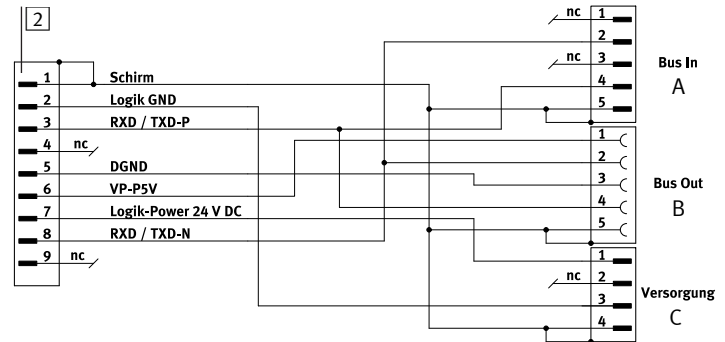 2
1 Schirm
2 Logik GND
3 RXD / TXD-P
4 nc
5 DGND
6 VP-P5V
7 Logik-Power 24 V DC
8 RXD / TXD-N
9 nc
nc 1
2
nc 3
4
5
Bus In
A
1
2
3
4
5
Bus Out
B
1
nc 2
3
4
Versorgung
C